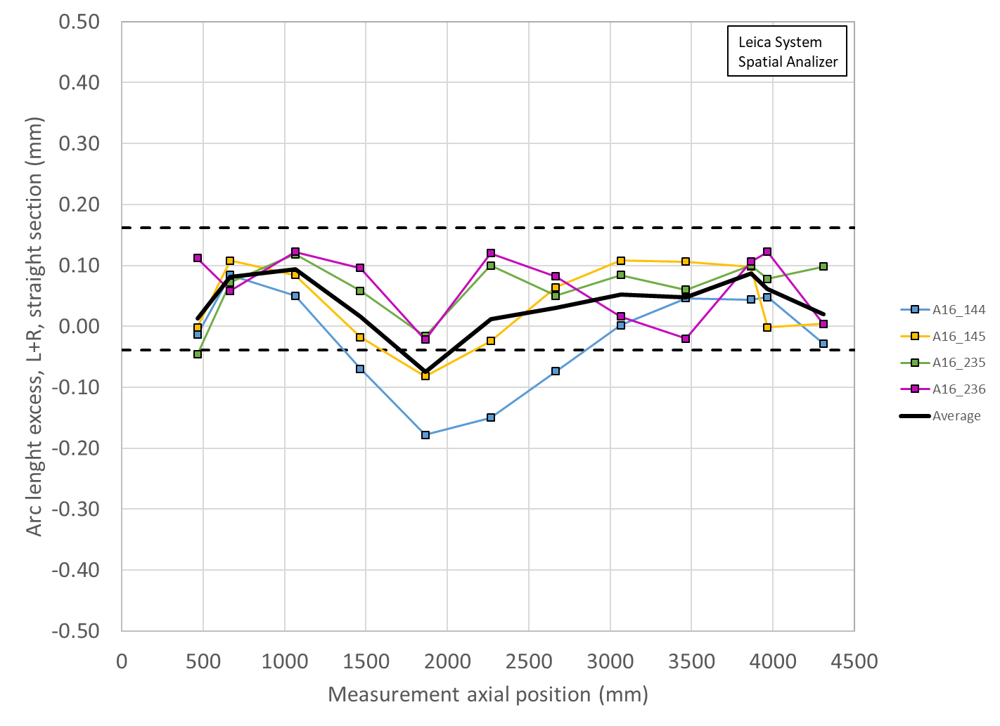 0.50
0.40
0.30
0.20
0.10
0.00
-0.10
-0.20
-0.30
-0.40
-0.50
Arc lenght excess, L+R, straight section (mm)
Leica System
Spatial Analizer
A16_144
A16_145
A16_235
A16_236
Average
0 500 1000 1500 2000 2500 3000 3500 4000 4500
Measurement axial position (mm)